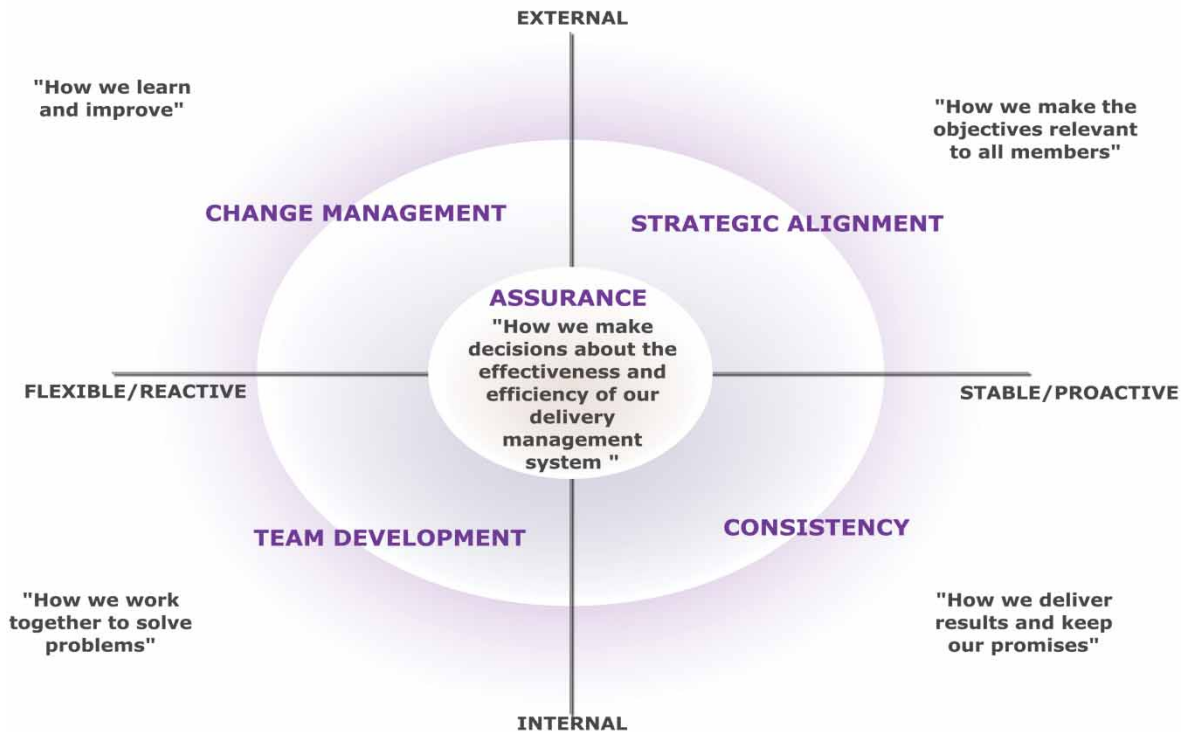 EXTERNAL
"How we learn
and improve"
"How we make the
objectives relevant
to all members"
CHANGE MANAGEMENT
STRATEGIC ALIGNMENT
ASSURANCE
"How we make
decisions about the
effectiveness and
efficiency of our
delivery
management
system "
FLEXIBLE/REACTIVE
STABLE/PROACTIVE
TEAM DEVELOPMENT
CONSISTENCY
"How we work
together to solve
problems"
"How we deliver
results and keep
our promises"
INTERNAL